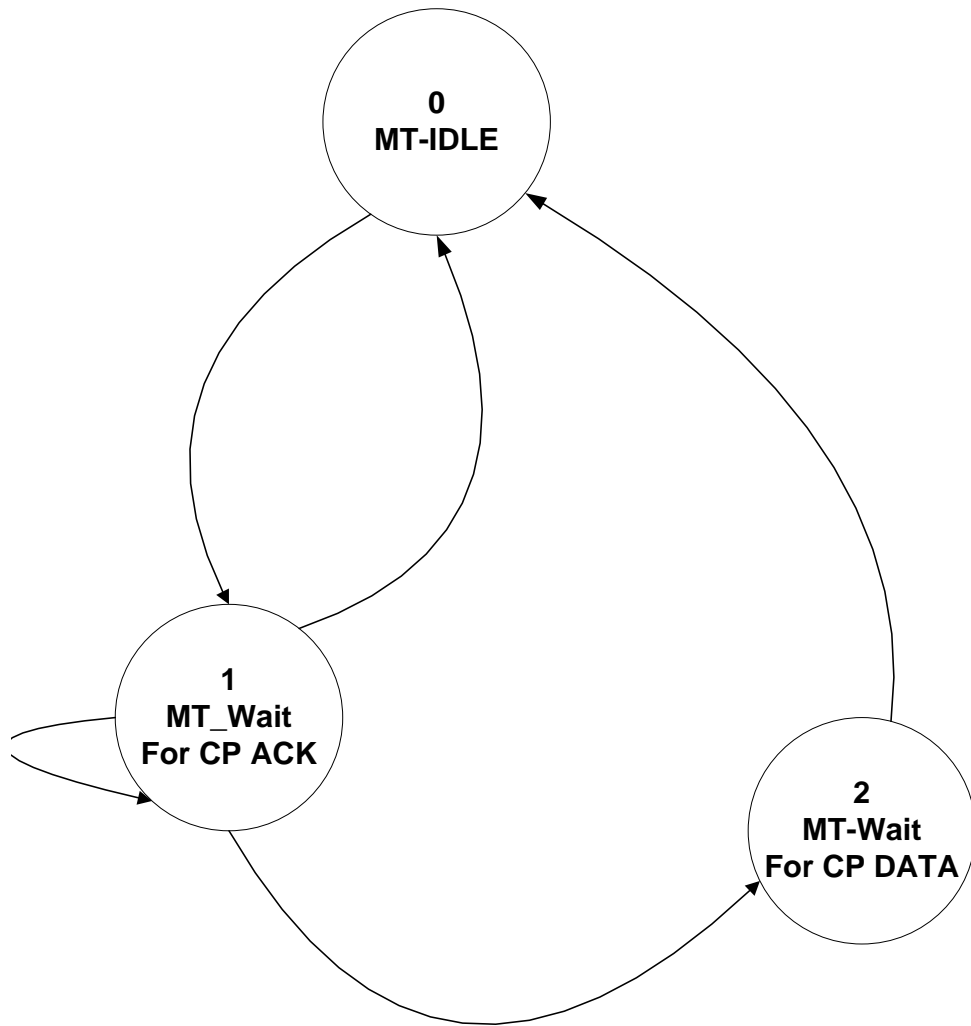 0
MT-IDLE
1
MT_Wait
For CP ACK
2
MT-Wait
For CP DATA